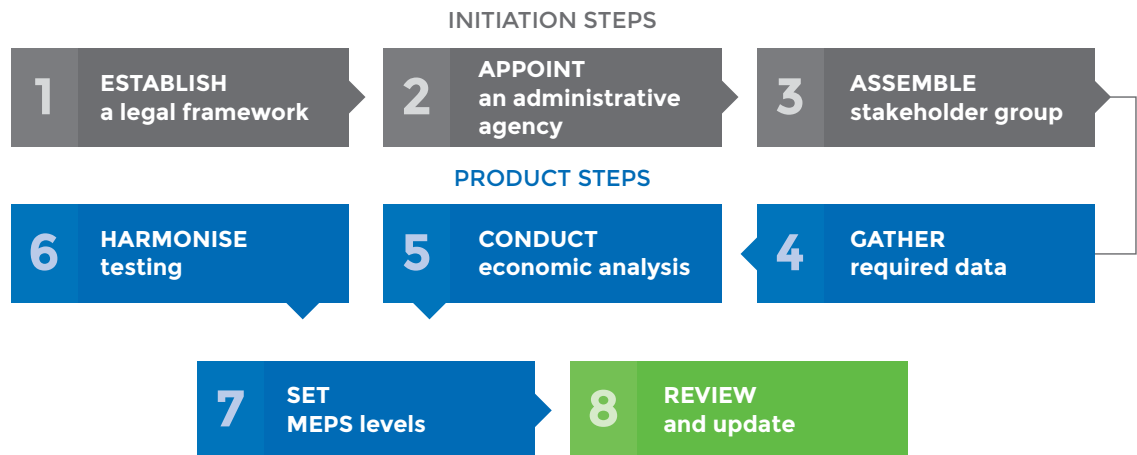 INITIATION STEPS
1
ESTABLISH
a legal framework
2
APPOINT
an administrative
agency
3
ASSEMBLE
stakeholder group
PRODUCT STEPS
6
HARMONISE
testing
5
CONDUCT
economic analysis
4
GATHER
required data
7
SET
MEPS levels
8
REVIEW
and update